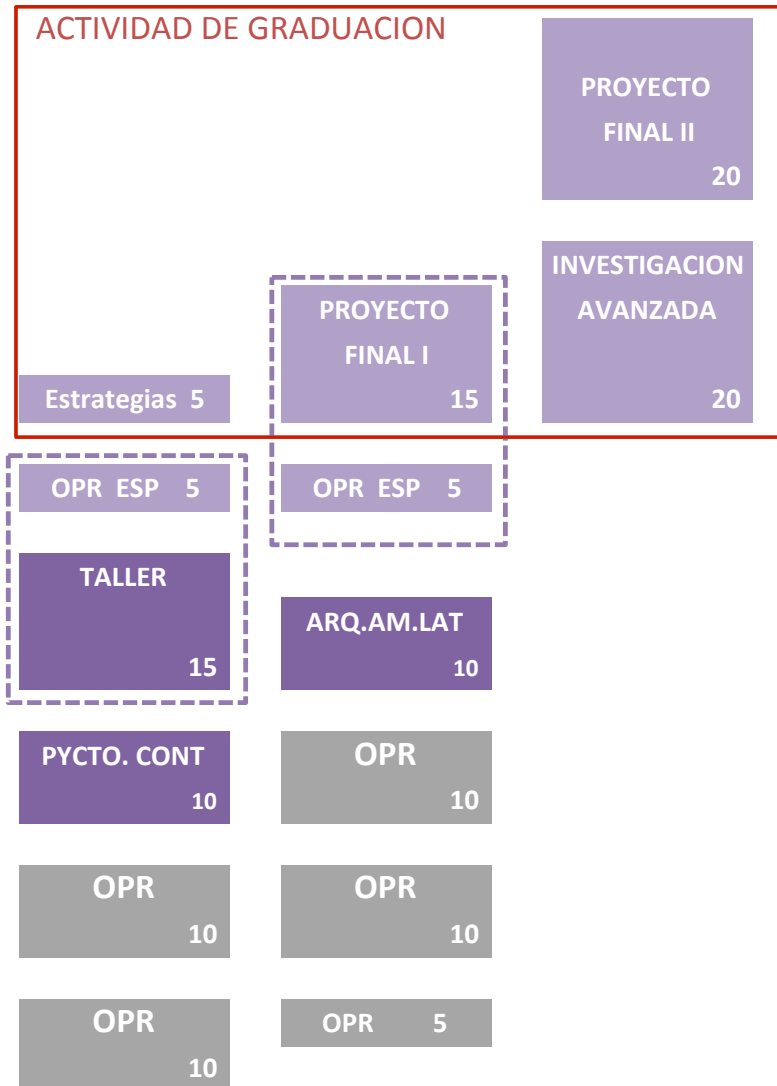 ACTIVIDAD DE GRADUACION
PROYECTO
FINAL II
20
INVESTIGACION
AVANZADA
20
PROYECTO
FINAL I
15
Estrategias 5
OPR ESP 5
OPR ESP 5
TALLER
15
ARQ.AM.LAT
10
PYCTO. CONT
10
OPR
10
OPR
10
OPR
10
OPR
10
OPR 5